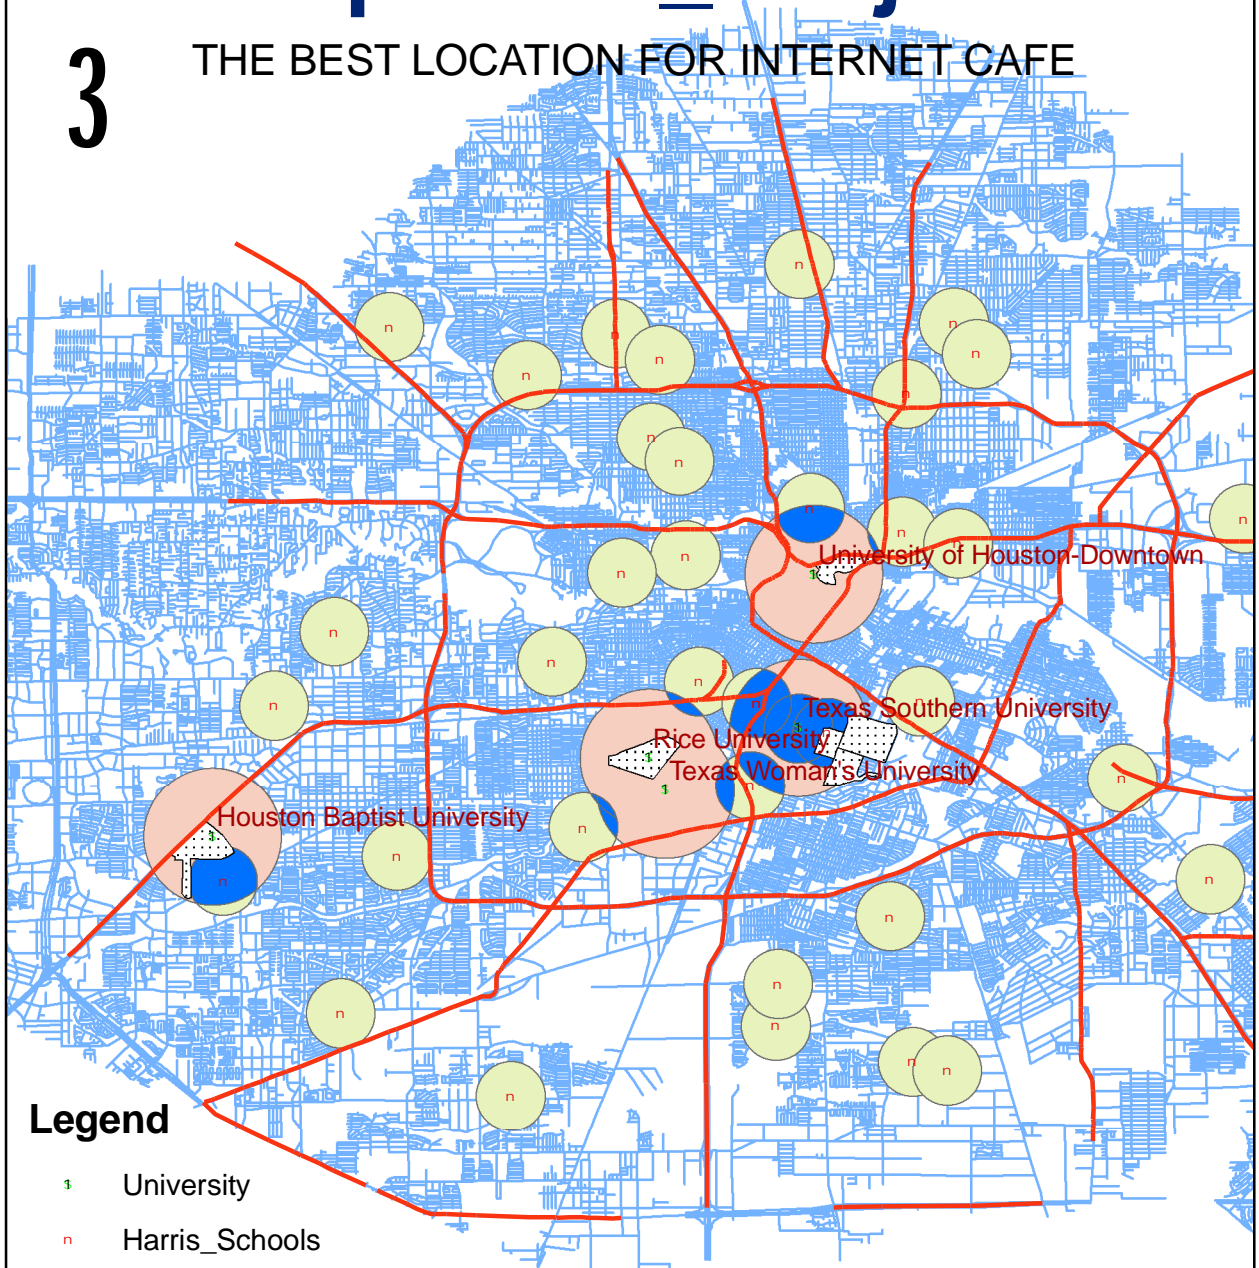 3
THE BEST LOCATION FOR INTERNET CAFE
University of Houston-Downtown
Texas Southern University
Rice University
Texas Woman's University
Houston Baptist University
Legend
University
Harris_Schools